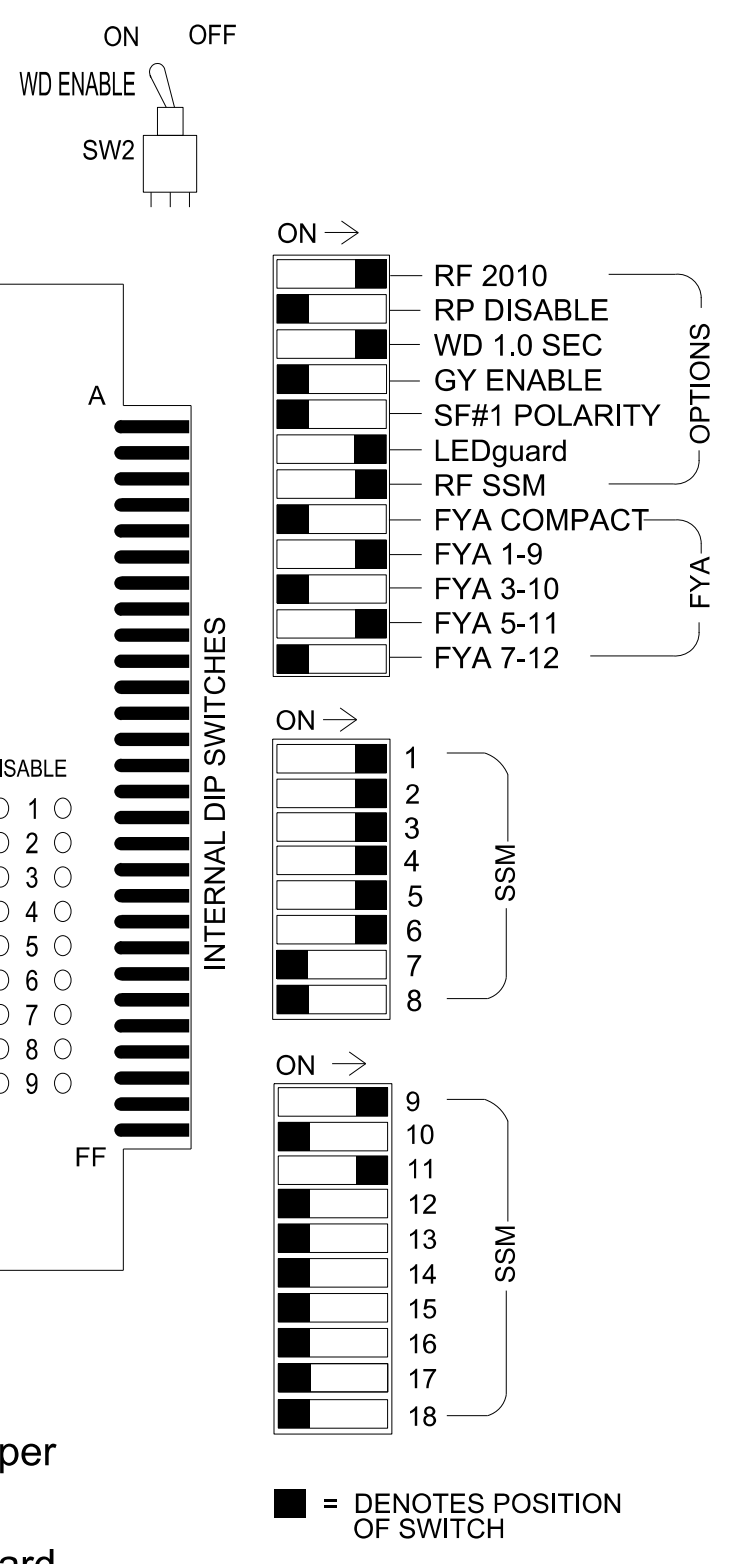 ON OFF
WD ENABLE
SW2
ON
RF 2010
RP DISABLE
WD 1.0 SEC
GY ENABLE
SF#1 POLARITY
LEDguard
RF SSM
FYA COMPACT
FYA 1-9
FYA 3-10
FYA 5-11
FYA 7-12
OPTIONS
FYA
A
FF
INTERNAL DIP SWITCHES
ISABLE
1
2
3
4
5
6
7
8
9
ON
1
2
3
4
5
6
7
8
SSM
ON
9
10
11
12
13
14
15
16
17
18
SSM
per
= DENOTES POSITION
OF SWITCH
ard